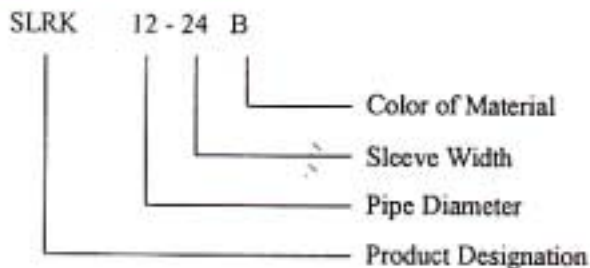 SLRK 12 - 24 B
Color of Material
Sleeve Width
Pipe Diameter
Product Designation